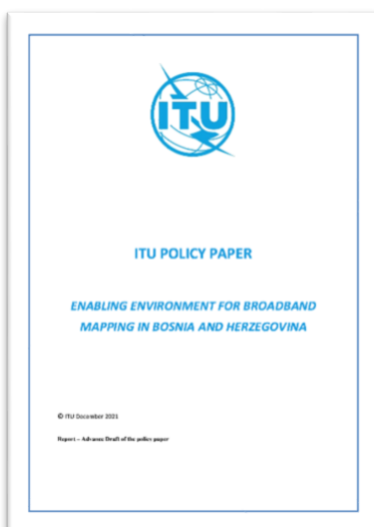 ITU
ITU POLICY PAPER
ENABLING ENVIRONMENT FOR BROADBAND
MAPPING IN BOSNIA AND HERZEGOVINA
© ITU December 2021
Report – Advance Draft of the policy paper